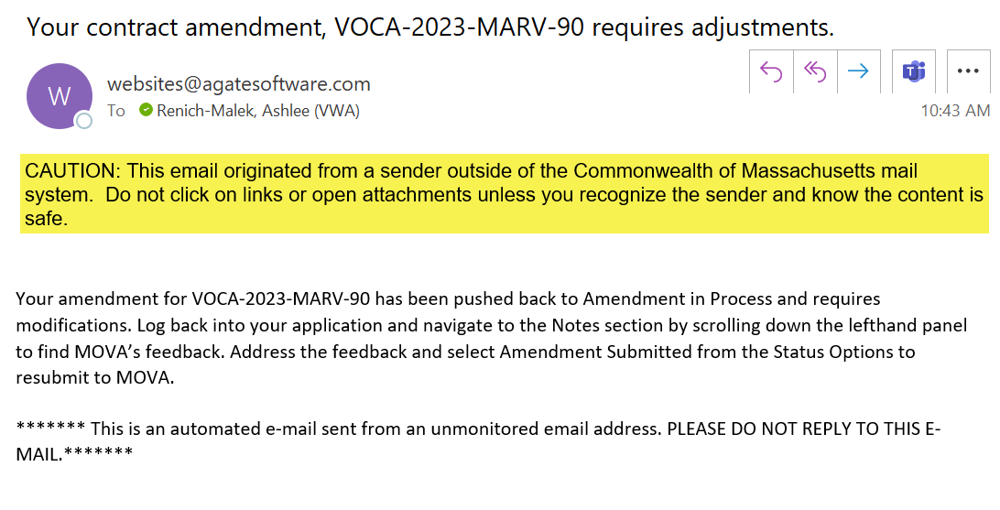 Your contract amendment, VOCA-2023-MARV-90 requires adjustments.
W
websites@agatesoftware.com
To Renich-Malek, Ashlee (VWA)
10:43 AM
CAUTION: This email originated from a sender outside of the Commonwealth of Massachusetts mail
system.  Do not click on links or open attachments unless you recognize the sender and know the content is
safe.
Your amendment for VOCA-2023-MARV-90 has been pushed back to Amendment in Process and requires
modifications. Log back into your application and navigate to the Notes section by scrolling down the lefthand panel
to find MOVA’s feedback. Address the feedback and select Amendment Submitted from the Status Options to
resubmit to MOVA.
******* This is an automated e-mail sent from an unmonitored email address. PLEASE DO NOT REPLY TO THIS E-
MAIL.*******